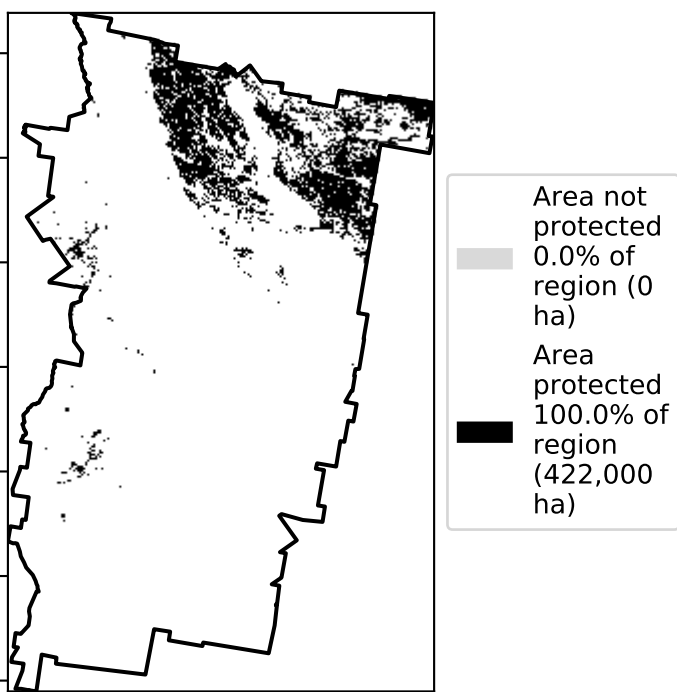 Area not
protected
0.0% of
region (0
ha)
Area
protected
100.0% of
region
(422,000
ha)